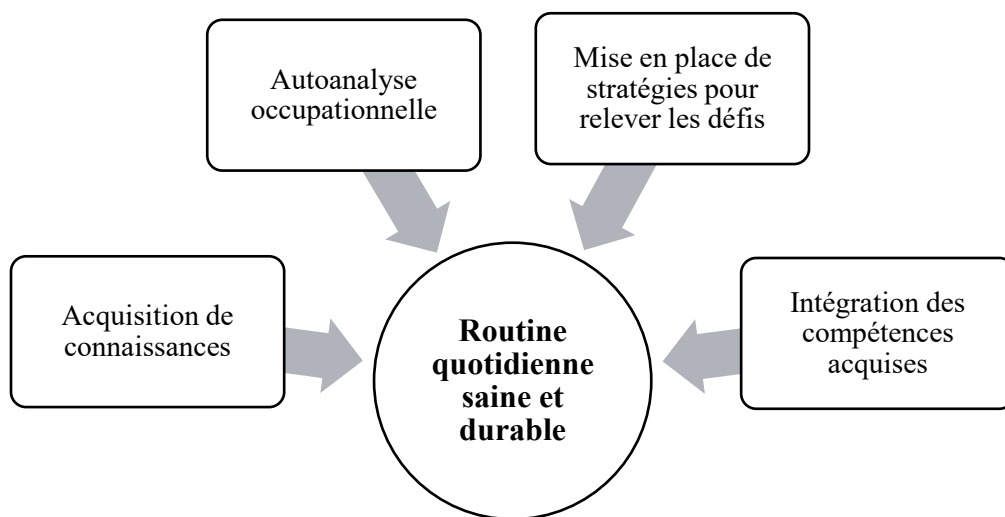 Autoanalyse
occupationnelle
Mise en place de
stratégies pour
relever les défis
Acquisition de
connaissances
Routine
quotidienne
saine et
durable
Intégration des
compétences
acquises